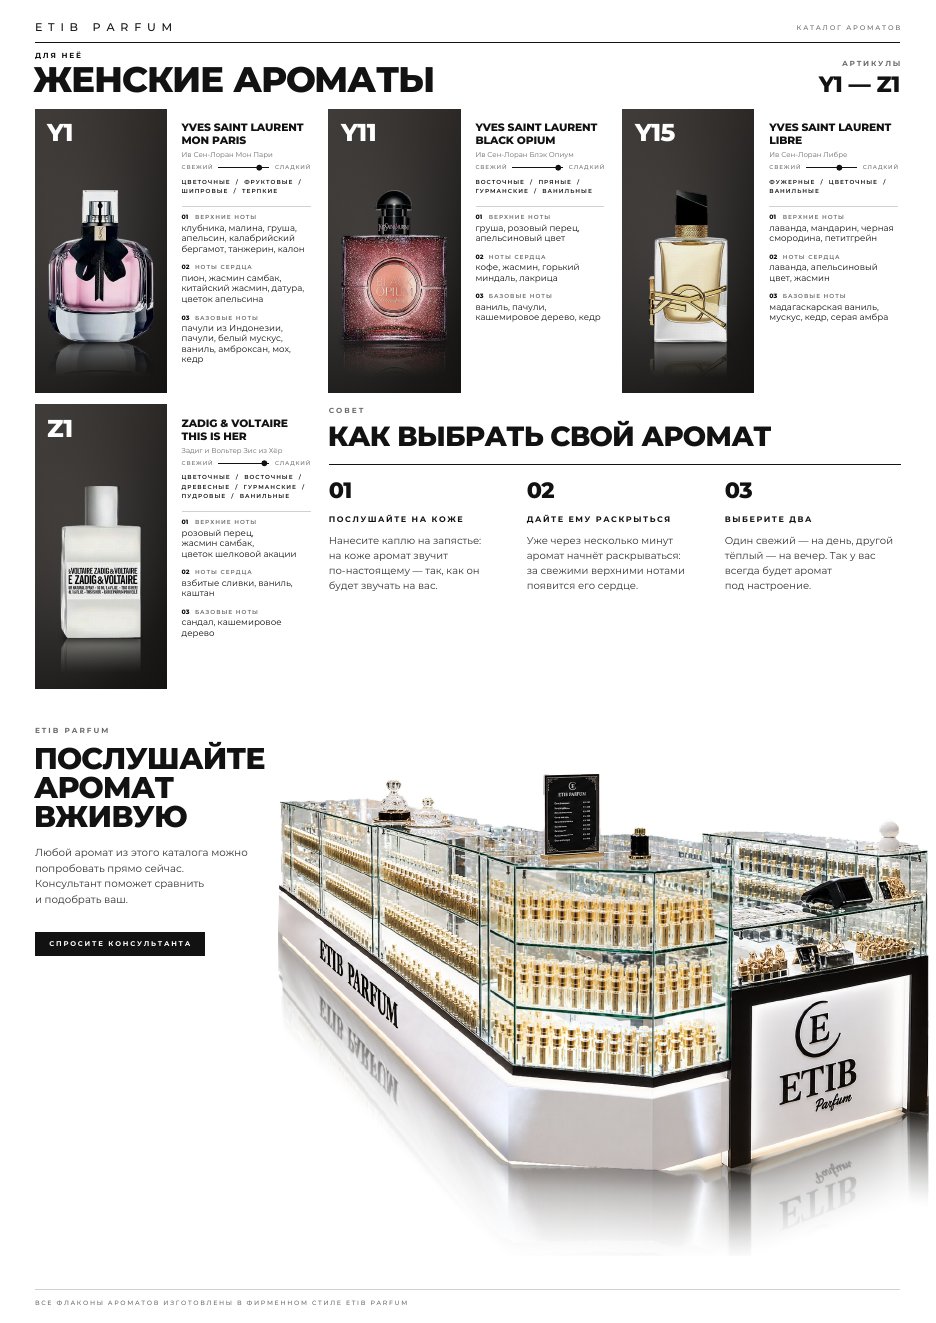 ETIB PARFUM
КАТАЛОГ АРОМАТОВ
ДЛЯ НЕЁ
ЖЕНСКИЕ АРОМАТЫ
АРТИКУЛЫ
Y1 — Z1
Y1
YVES SAINT LAURENT
MON PARIS
Ив Сен-Лоран Мон Пари
СВЕЖИЙ СЛАДКИЙ
ЦВЕТОЧНЫЕ / ФРУКТОВЫЕ /
ШИПРОВЫЕ / ТЕРПКИЕ
01 ВЕРХНИЕ НОТЫ
клубника, малина, груша,
апельсин, калабрийский
бергамот, танжерин, калон
02 НОТЫ СЕРДЦА
пион, жасмин самбак,
китайский жасмин, датура,
цветок апельсина
03 БАЗОВЫЕ НОТЫ
пачули из Индонезии,
пачули, белый мускус,
ваниль, амброксан, мох,
кедр
Y11
YVES SAINT LAURENT
BLACK OPIUM
Ив Сен-Лоран Блэк Опиум
СВЕЖИЙ СЛАДКИЙ
ВОСТОЧНЫЕ / ПРЯНЫЕ /
ГУРМАНСКИЕ / ВАНИЛЬНЫЕ
01 ВЕРХНИЕ НОТЫ
груша, розовый перец,
апельсиновый цвет
02 НОТЫ СЕРДЦА
кофе, жасмин, горький
миндаль, лакрица
03 БАЗОВЫЕ НОТЫ
ваниль, пачули,
кашемировое дерево, кедр
Y15
YVES SAINT LAURENT
LIBRE
Ив Сен-Лоран Либре
СВЕЖИЙ СЛАДКИЙ
ФУЖЕРНЫЕ / ЦВЕТОЧНЫЕ /
ВАНИЛЬНЫЕ
01 ВЕРХНИЕ НОТЫ
лаванда, мандарин, черная
смородина, петитгрейн
02 НОТЫ СЕРДЦА
лаванда, апельсиновый
цвет, жасмин
03 БАЗОВЫЕ НОТЫ
мадагаскарская ваниль,
мускус, кедр, серая амбра
Z1
ZADIG & VOLTAIRE
E ZADIG & VOLTAIRE
ZADIG & VOLTAIRE
THIS IS HER
Задиг и Вольтер Зис из Хёр
СВЕЖИЙ СЛАДКИЙ
ЦВЕТОЧНЫЕ / ВОСТОЧНЫЕ /
ДРЕВЕСНЫЕ / ГУРМАНСКИЕ /
ПУДРОВЫЕ / ВАНИЛЬНЫЕ
01 ВЕРХНИЕ НОТЫ
розовый перец,
жасмин самбак,
цветок шелковой акации
02 НОТЫ СЕРДЦА
взбитые сливки, ваниль,
каштан
03 БАЗОВЫЕ НОТЫ
сандал, кашемировое
дерево
СОВЕТ
КАК ВЫБРАТЬ СВОЙ АРОМАТ
01
ПОСЛУШАЙТЕ НА КОЖЕ
Нанесите каплю на запястье:
на коже аромат звучит
по-настоящему — так, как он
будет звучать на вас.
02
ДАЙТЕ ЕМУ РАСКРЫТЬСЯ
Уже через несколько минут
аромат начнёт раскрываться:
за свежими верхними нотами
появится его сердце.
03
ВЫБЕРИТЕ ДВА
Один свежий — на день, другой
тёплый — на вечер. Так у вас
всегда будет аромат
под настроение.
ETIB PARFUM
ПОСЛУШАЙТЕ
АРОМАТ
ВЖИВУЮ
Любой аромат из этого каталога можно
попробовать прямо сейчас.
Консультант поможет сравнить
и подобрать ваш.
СПРОСИТЕ КОНСУЛЬТАНТА
ETIB PARFUM
ETIB PARFUM
E
ETIB
Parfum
ВСЕ ФЛАКОНЫ АРОМАТОВ ИЗГОТОВЛЕНЫ В ФИРМЕННОМ СТИЛЕ ETIB PARFUM